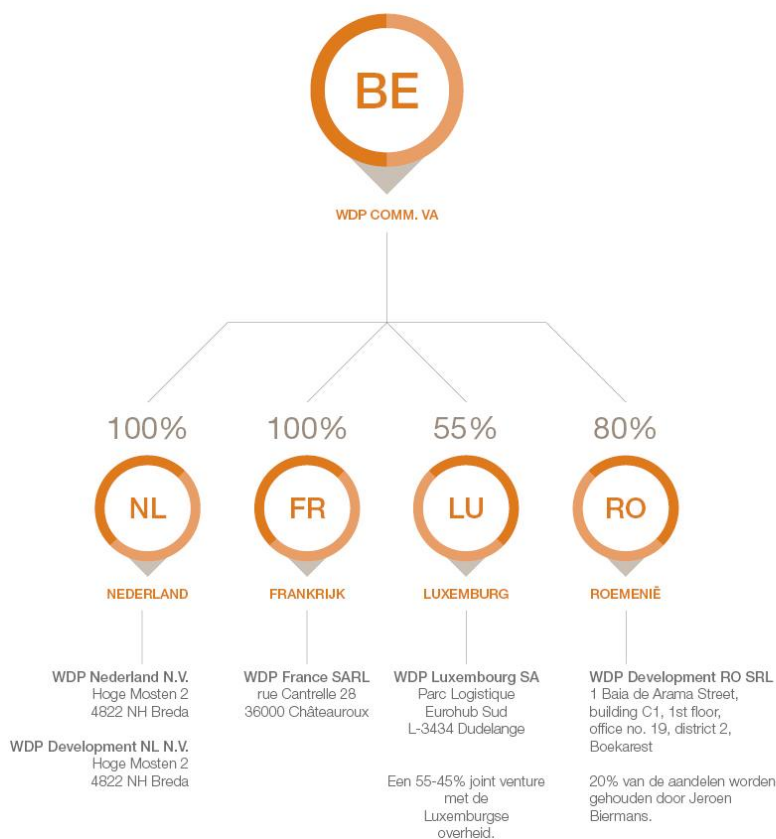 BE
WDP COMM. VA
100%
100%
55%
80%
NL
FR
LU
RO
NEDERLAND
FRANKRIJK
LUXEMBURG
ROEMENIË
WDP Nederland N.V.
Hoge Mosten 2
4822 NH Breda
WDP Development NL N.V.
Hoge Mosten 2
4822 NH Breda
WDP France SARL
rue Cantrelle 28
36000 Châteauroux
WDP Luxembourg SA
Parc Logistique
Eurohub Sud
L-3434 Dudelange
Een 55-45% joint venture
met de
Luxemburgse
overheid.
WDP Development RO SRL
1 Baia de Arama Street,
building C1, 1st floor,
office no. 19, district 2,
Boekarest
20% van de aandelen worden
gehouden door Jeroen
Biermans.